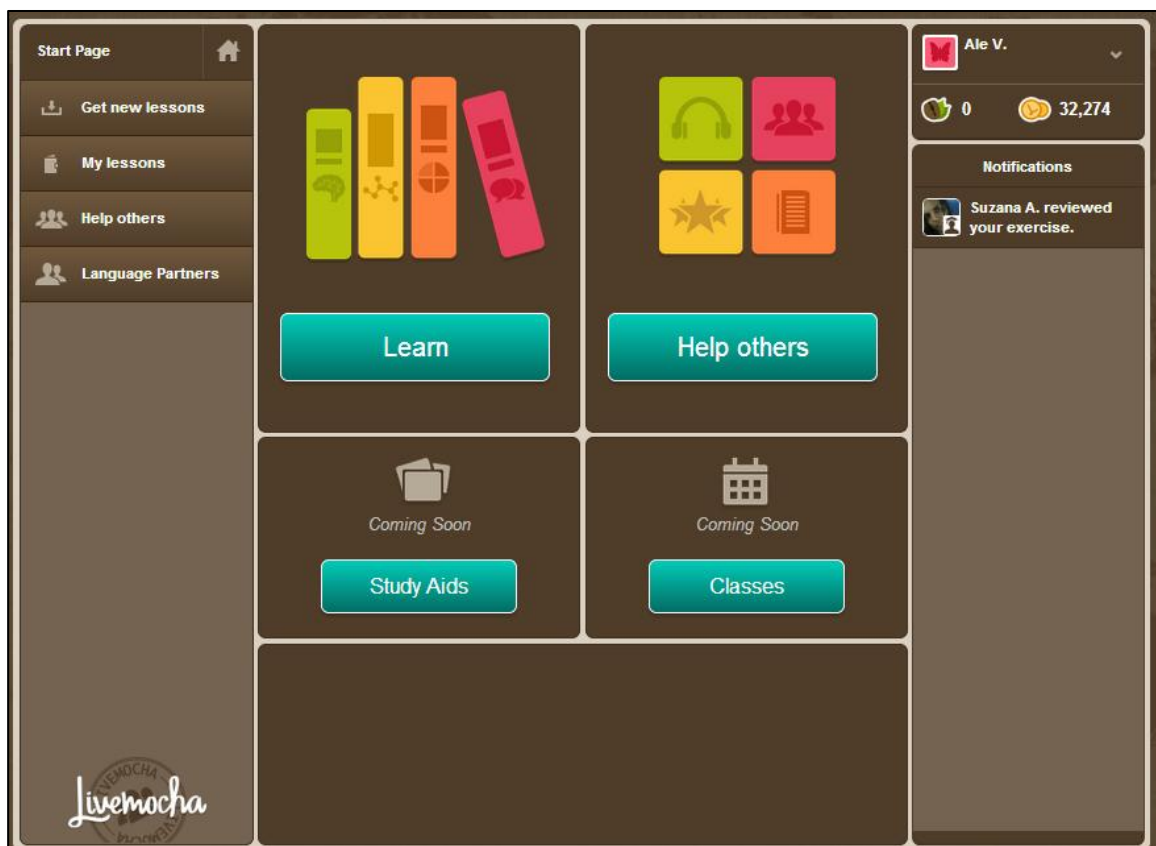 Start Page
Get new lessons
My lessons
Help others
Language Partners
Livemocha
Learn
Help others
Coming Soon
Study Aids
Coming Soon
Classes
Ale V.
0
32,274
Notifications
Suzana A. reviewed
your exercise.